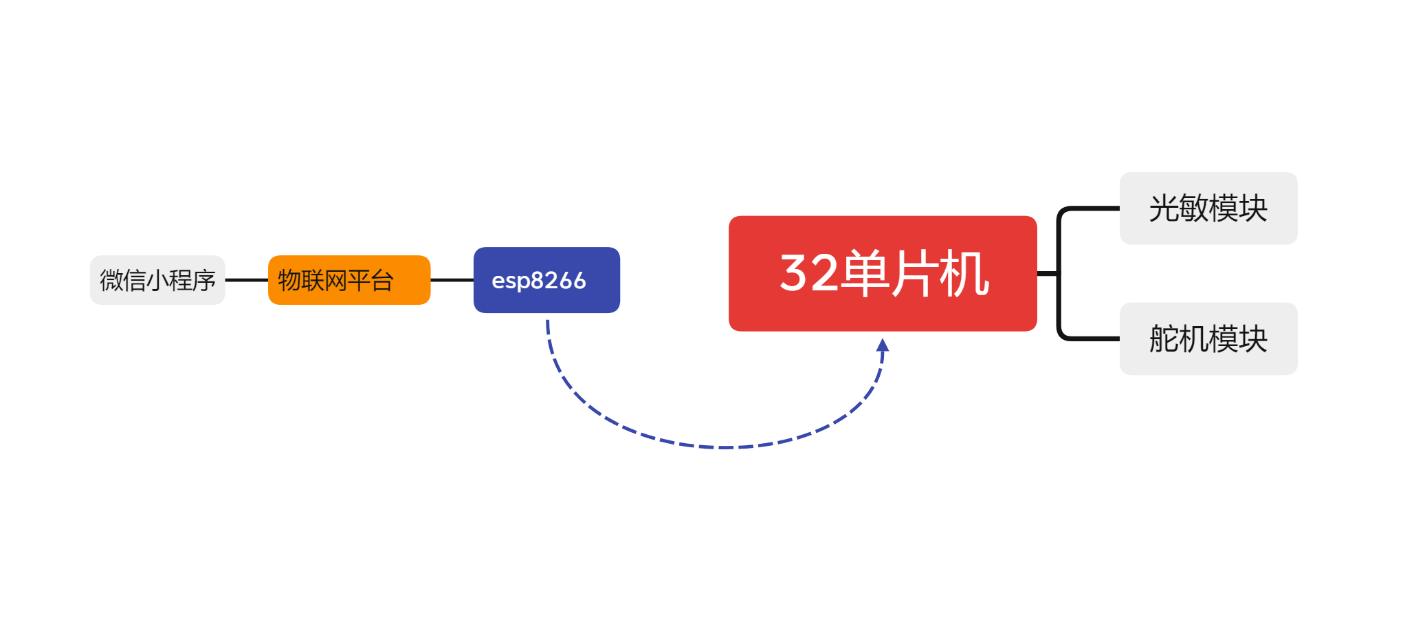 微信小程序
物联网平台
esp8266
32单片机
光敏模块
舵机模块